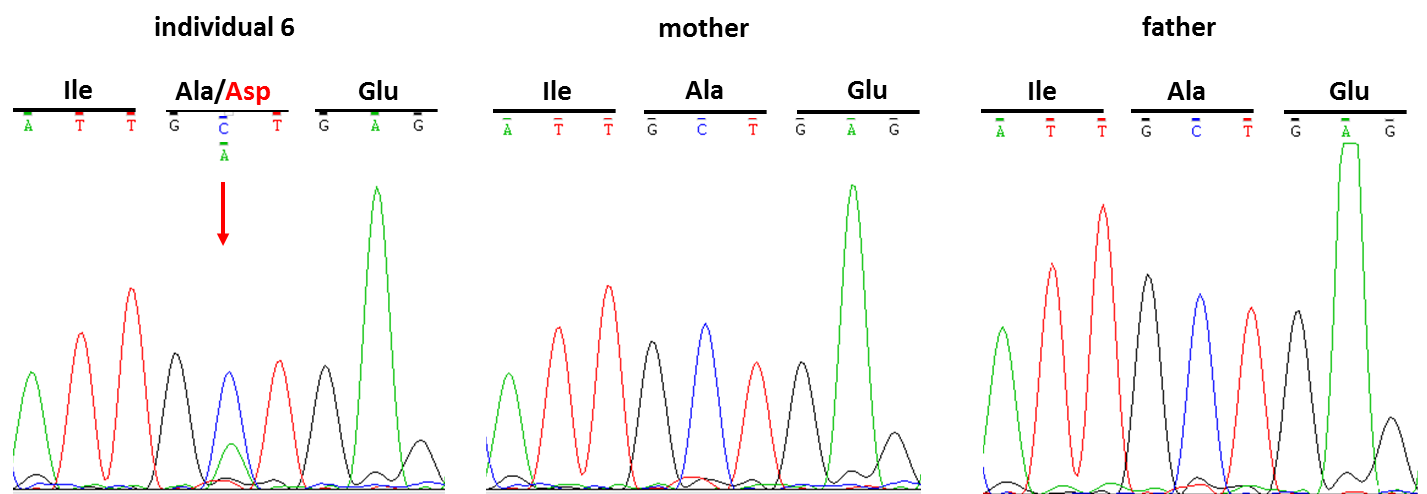 individual 6 mother father
Ile Ala/Asp Glu Ile Ala Glu Ile Ala Glu
A T T G C T G A G A T T G C T G A G A T T G C T G A G
A